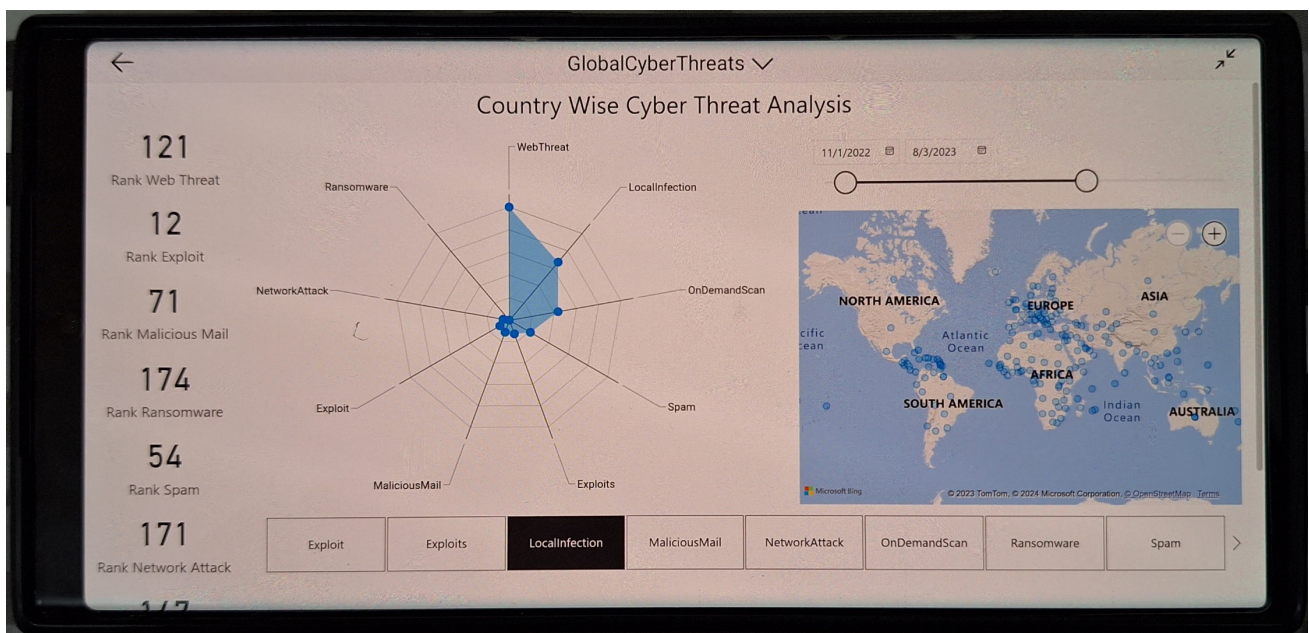 GlobalCyberThreats
Country Wise Cyber Threat Analysis
121
Rank Web Threat
12
Rank Exploit
71
Rank Malicious Mail
174
Rank Ransomware
54
Rank Spam
171
Rank Network Attack
WebThreat
LocalInfection
OnDemandScan
Spam
Exploits
MaliciousMail
Exploit
NetworkAttack
Ransomware
11/1/2022
8/3/2023
NORTH AMERICA
EUROPE
ASIA
Atlantic
Ocean
AFRICA
SOUTH AMERICA
Indian
Ocean
AUSTRALIA
Microsoft Bing
© 2023 TomTom, © 2024 Microsoft Corporation, © OpenStreetMap Terms
Exploit
Exploits
LocalInfection
MaliciousMail
NetworkAttack
OnDemandScan
Ransomware
Spam